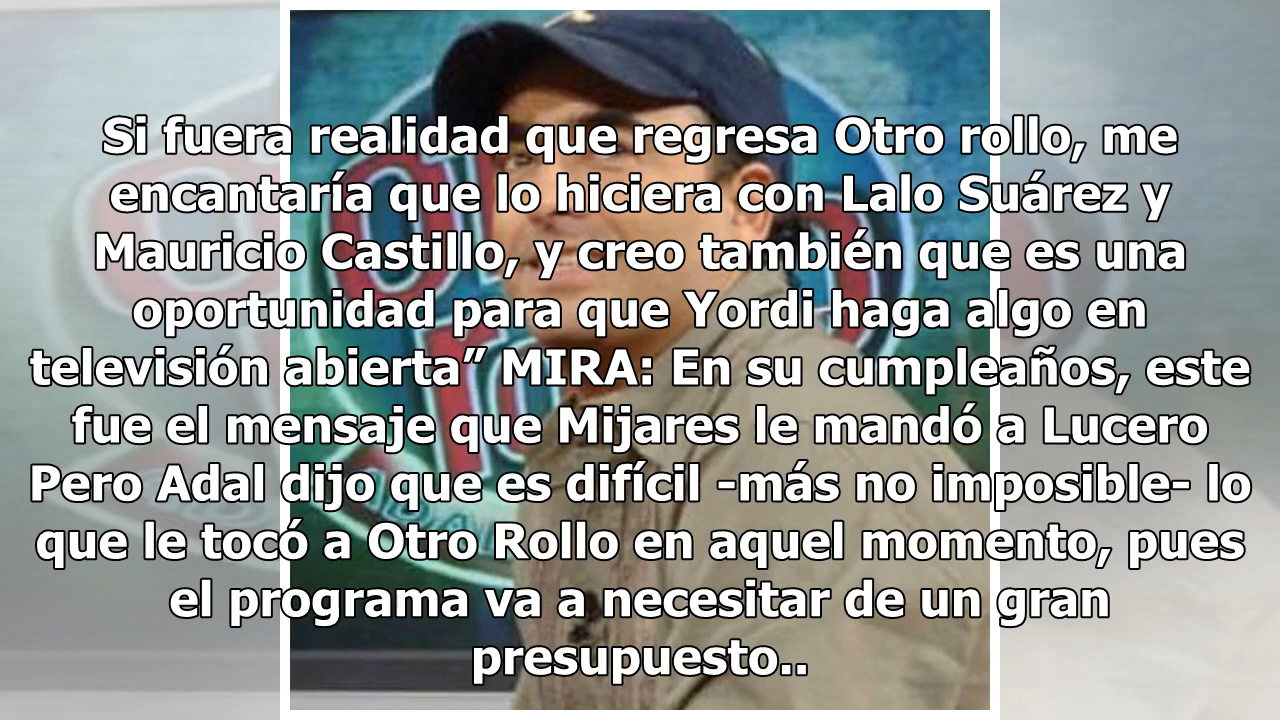 Si fuera realidad que regresa Otro rollo, me
encantaría que lo hiciera con Lalo Suárez y
Mauricio Castillo, y creo también que es una
oportunidad para que Yordi haga algo en
televisión abierta” MIRA: En su cumpleaños, este
fue el mensaje que Mijares le mandó a Lucero
Pero Adal dijo que es difícil -más no imposible- lo
que le tocó a Otro Rollo en aquel momento, pues
el programa va a necesitar de un gran
presupuesto..